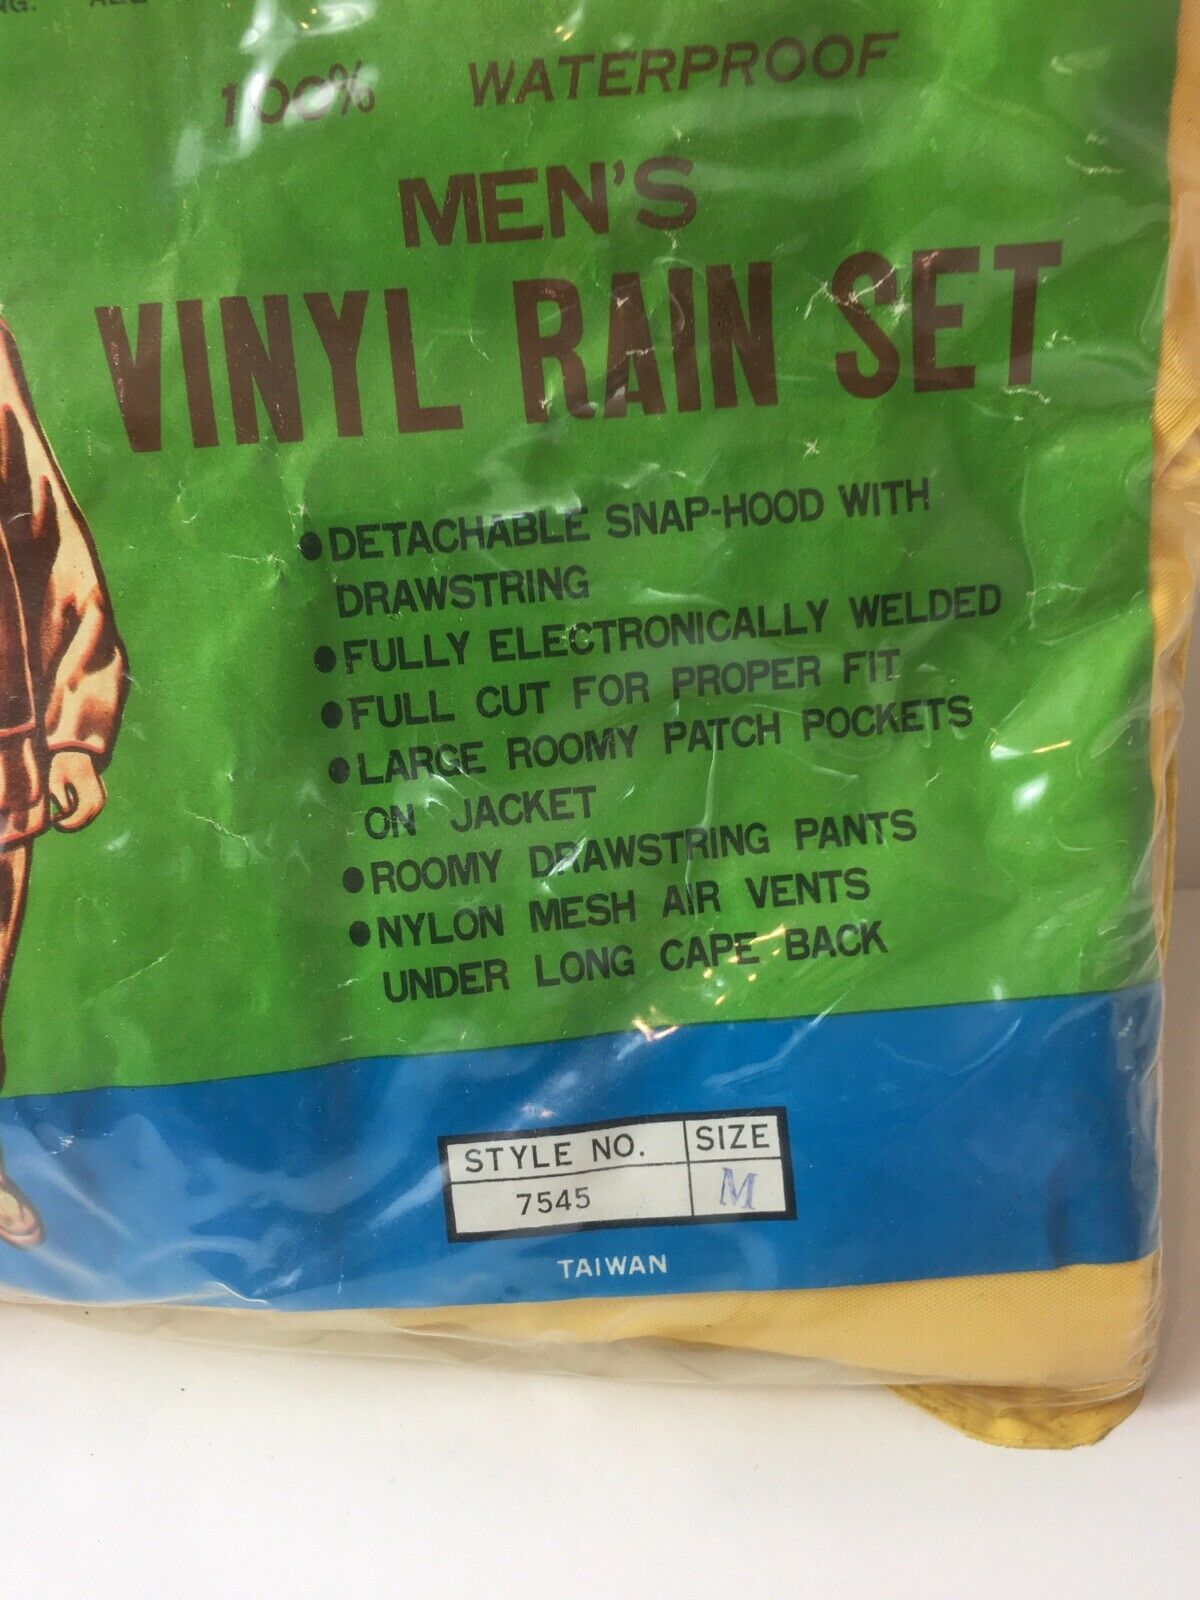 100% WATERPROOF
MEN'S
VINYL RAIN SET
● DETACHABLE SNAP-HOOD WITH
DRAWSTRING
● FULLY ELECTRONICALLY WELDED
● FULL CUT FOR PROPER FIT
● LARGE ROOMY PATCH POCKETS
ON JACKET
● ROOMY DRAWSTRING PANTS
● NYLON MESH AIR VENTS
UNDER LONG CAPE BACK
STYLE NO. SIZE
7545 M
TAIWAN